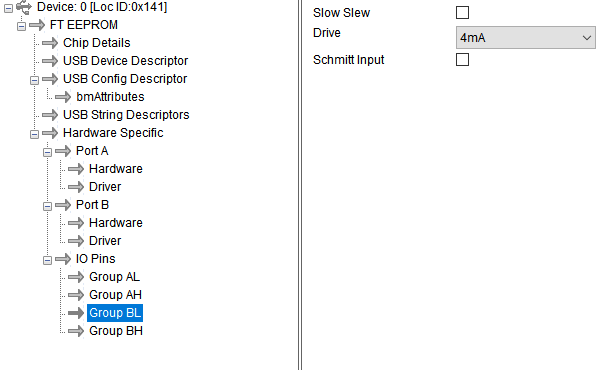 Device: 0 [Loc ID:0x141]
FT EEPROM
Chip Details
USB Device Descriptor
USB Config Descriptor
bmAttributes
USB String Descriptors
Hardware Specific
Port A
Hardware
Driver
Port B
Hardware
Driver
IO Pins
Group AL
Group AH
Group BL
Group BH
Slow Slew
Drive
4mA
Schmitt Input